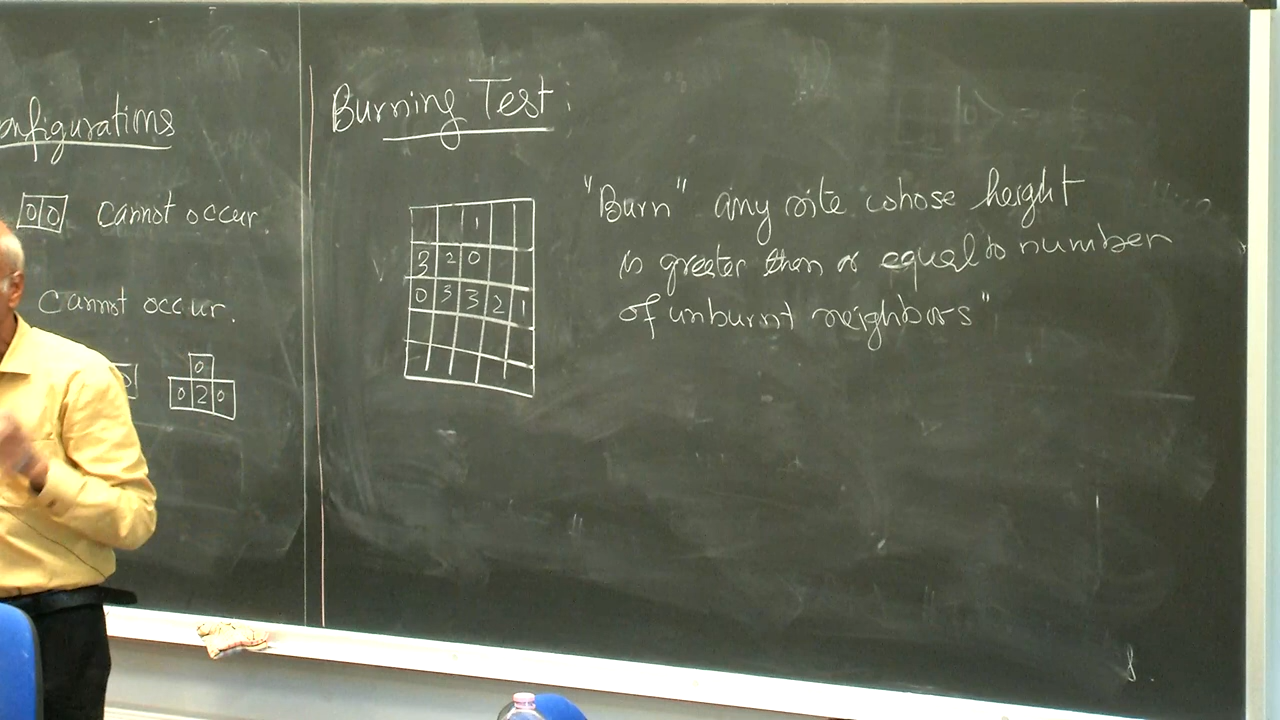 onfigurations
0 0 cannot occur.
Cannot occur.
0
0 2 0
Burning Test:
1
3 2 0
0 3 3 2 1
"Burn" any site whose height
is greater than or equal to number
of unburnt neighbors"